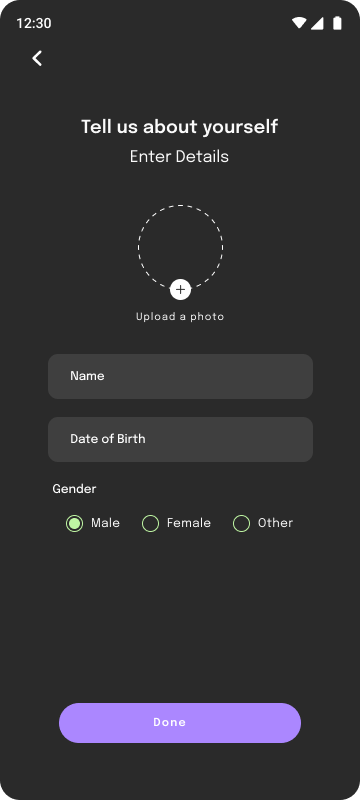 12:30
Tell us about yourself
Enter Details
Upload a photo
Name
Date of Birth
Gender
Male Female Other
Done